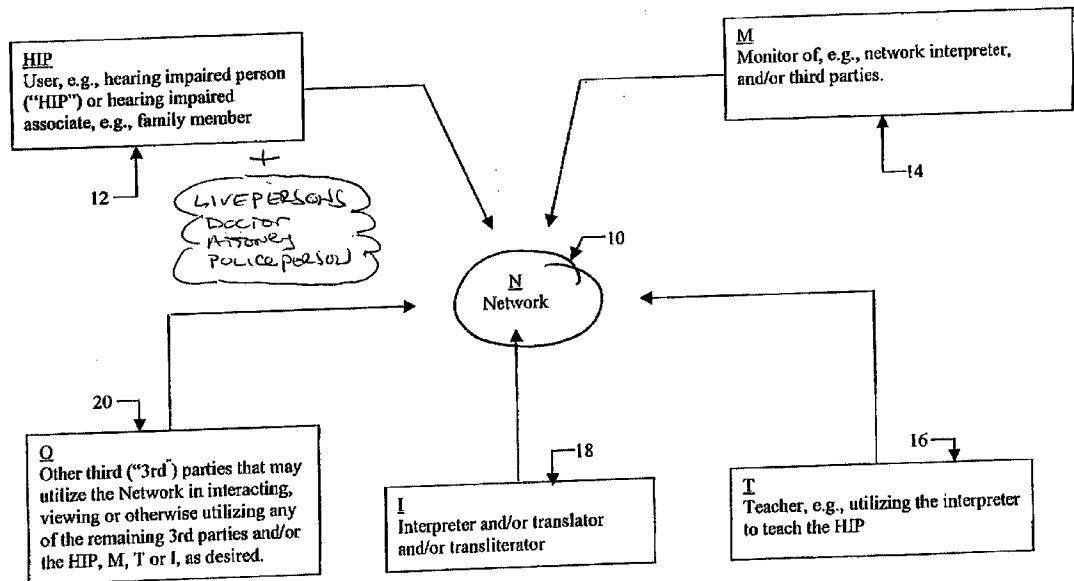 HIP
User, e.g., hearing impaired person
("HIP") or hearing impaired
associate, e.g., family member
12
+
LIVEPERSONS
DOCTOR
ATTORNEY
POLICEPERSON
M
Monitor of, e.g., network interpreter,
and/or third parties.
14
10
N
Network
20
O
Other third ("3rd") parties that may
utilize the Network in interacting,
viewing or otherwise utilizing any
of the remaining 3rd parties and/or
the HIP, M, T or I, as desired.
18
I
Interpreter and/or translator
and/or transliterator
16
T
Teacher, e.g., utilizing the interpreter
to teach the HIP